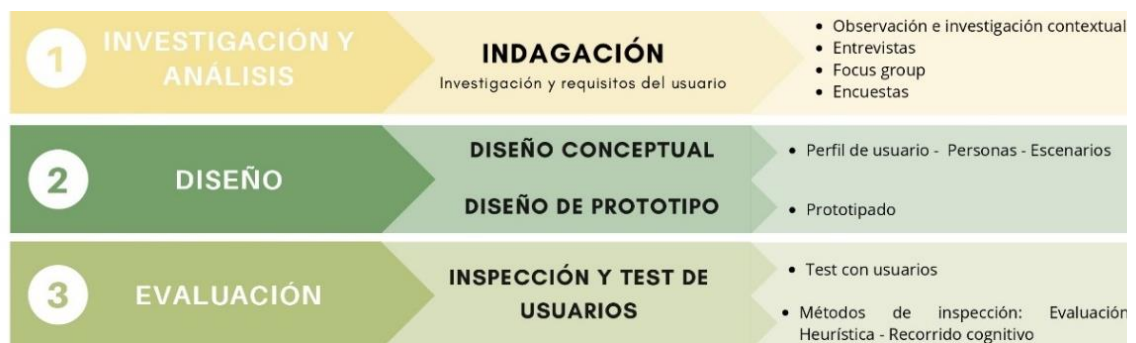 1
INVESTIGACIÓN Y
ANÁLISIS
INDAGACIÓN
Investigación y requisitos del usuario
• Observación e investigación contextual
• Entrevistas
• Focus group
• Encuestas
2
DISEÑO
DISEÑO CONCEPTUAL
• Perfil de usuario - Personas - Escenarios
DISEÑO DE PROTOTIPO
• Prototipado
3
EVALUACIÓN
INSPECCIÓN Y TEST DE
USUARIOS
• Test con usuarios
• Métodos de inspección: Evaluación
Heurística - Recorrido cognitivo